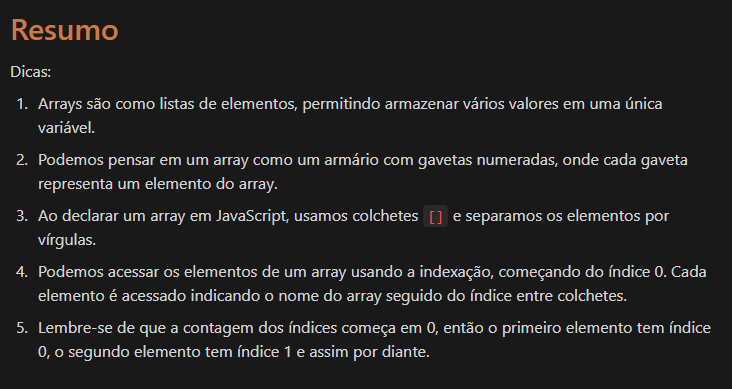 Resumo
Dicas:
1. Arrays são como listas de elementos, permitindo armazenar vários valores em uma única
variável.
2. Podemos pensar em um array como um armário com gavetas numeradas, onde cada gaveta
representa um elemento do array.
3. Ao declarar um array em JavaScript, usamos colchetes [] e separamos os elementos por
vírgulas.
4. Podemos acessar os elementos de um array usando a indexação, começando do índice 0. Cada
elemento é acessado indicando o nome do array seguido do índice entre colchetes.
5. Lembre-se de que a contagem dos índices começa em 0, então o primeiro elemento tem índice
0, o segundo elemento tem índice 1 e assim por diante.